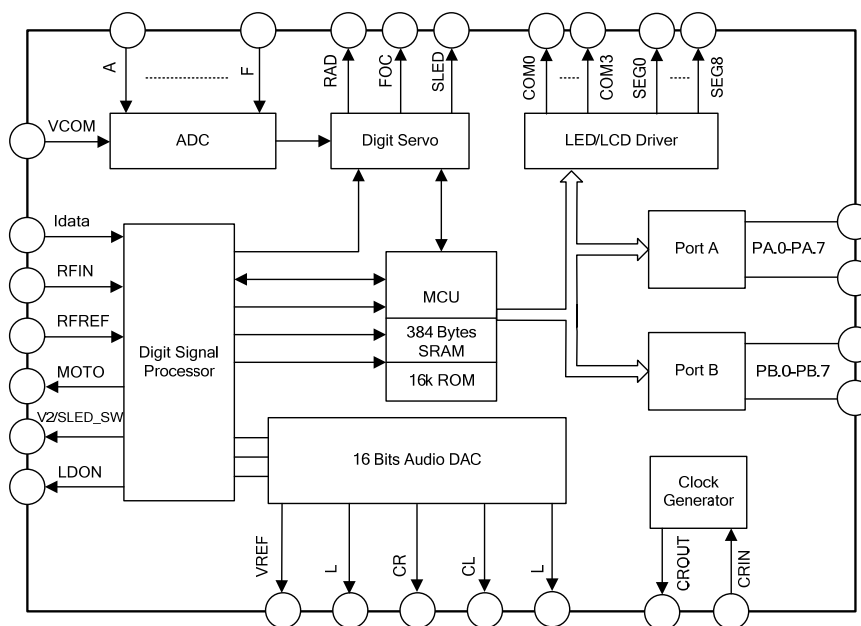 A
F
RAD
FOC
SLED
COM0
COM3
SEG0
SEG8
VCOM
ADC
Digit Servo
LED/LCD Driver
Idata
RFIN
RFREF
MOTO
V2/SLED_SW
LDON
Digit Signal
Processor
MCU
384 Bytes
SRAM
16k ROM
Port A
PA.0-PA.7
Port B
PB.0-PB.7
16 Bits Audio DAC
Clock
Generator
VREF
L
CR
CL
L
CROUT
CRIN